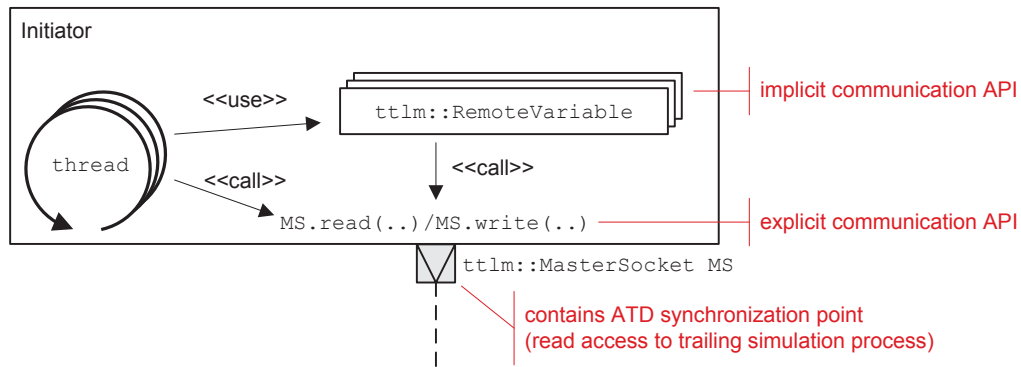 Initiator
<<use>>
ttlm::RemoteVariable
implicit communication API
thread
<<call>>
<<call>>
MS.read(..)/MS.write(..)
explicit communication API
ttlm::MasterSocket MS
contains ATD synchronization point
(read access to trailing simulation process)